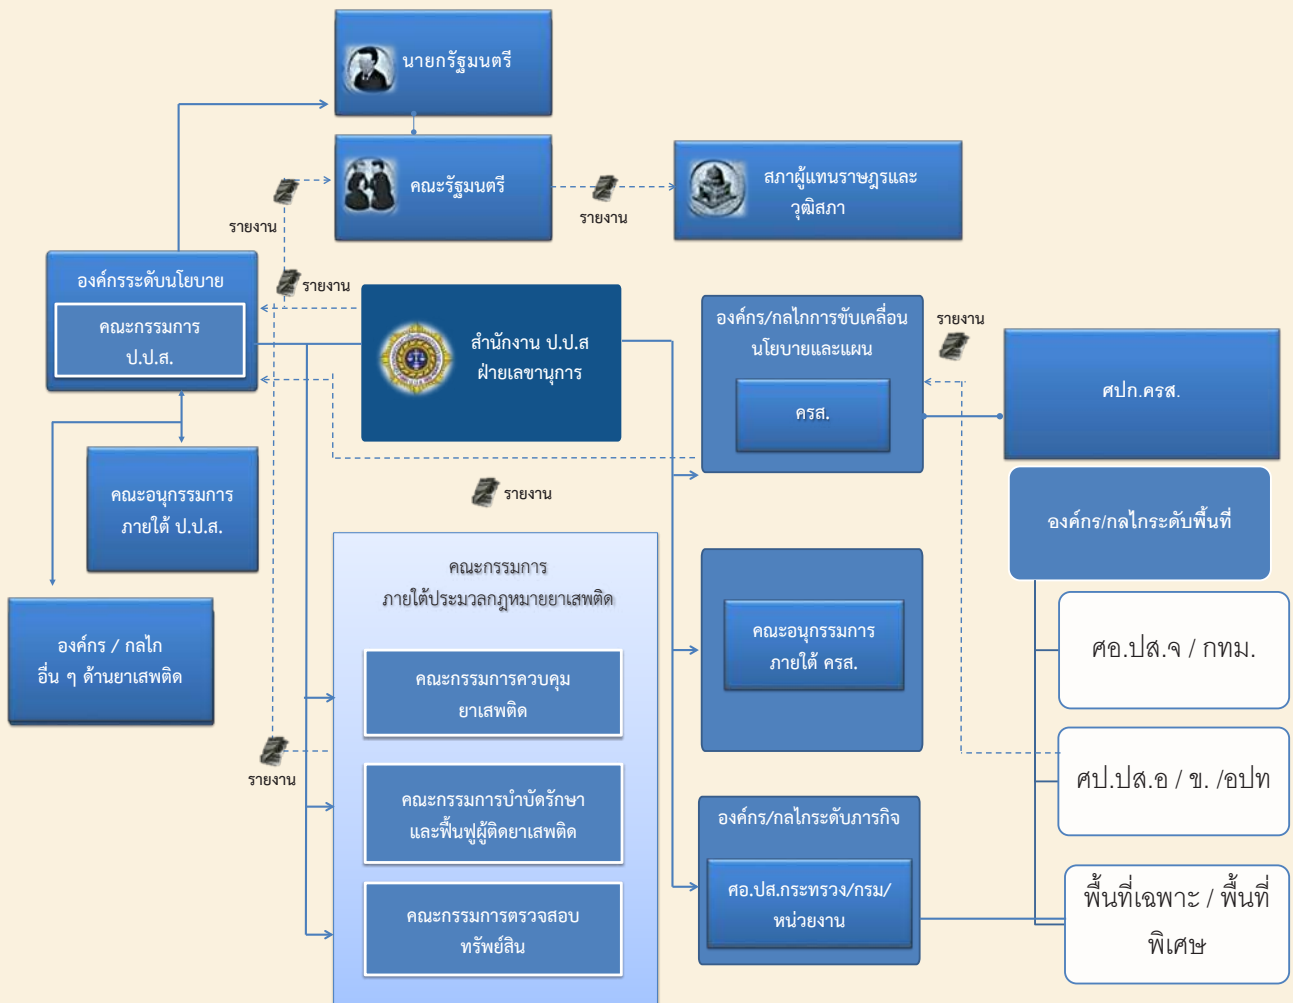 นายกรัฐมนตรี
คณะรัฐมนตรี
สภาผู้แทนราษฎรและ
วุฒิสภา
รายงาน
รายงาน
องค์กรระดับนโยบาย
คณะกรรมการ
ป.ป.ส.
รายงาน
สำนักงาน ป.ป.ส
ฝ่ายเลขานุการ
องค์กร/กลไกการขับเคลื่อน
นโยบายและแผน
ครส.
รายงาน
ศปก.ครส.
คณะอนุกรรมการ
ภายใต้ ป.ป.ส.
รายงาน
องค์กร/กลไกระดับพื้นที่
องค์กร / กลไก
อื่น ๆ ด้านยาเสพติด
คณะกรรมการ
ภายใต้ประมวลกฎหมายยาเสพติด
คณะกรรมการควบคุม
ยาเสพติด
คณะอนุกรรมการ
ภายใต้ ครส.
ศอ.ปส.จ / กทม.
รายงาน
คณะกรรมการบำบัดรักษา
และฟื้นฟูผู้ติดยาเสพติด
ศป.ปส.อ / ข. /อปท
องค์กร/กลไกระดับภารกิจ
ศอ.ปส.กระทรวง/กรม/
หน่วยงาน
คณะกรรมการตรวจสอบ
ทรัพย์สิน
พื้นที่เฉพาะ / พื้นที่
พิเศษ